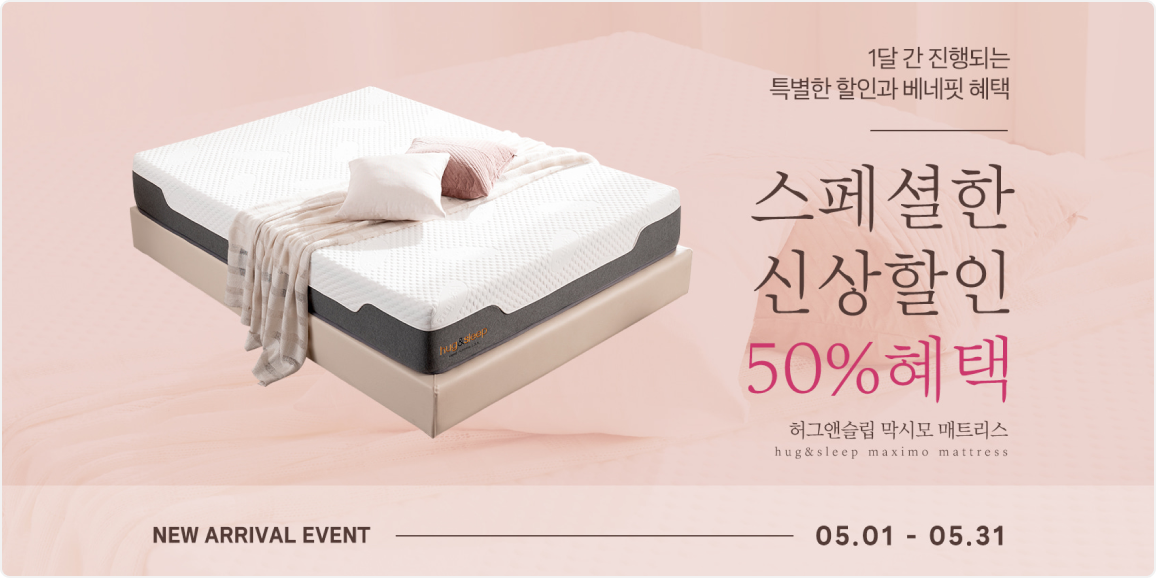 1달 간 진행되는
특별한 할인과 베네핏 혜택
스페셜한
신상할인
50%혜택
허그앤슬립 막시모 매트리스
hug&sleep maximo mattress
hug&sleep
NEW ARRIVAL EVENT
05.01 - 05.31